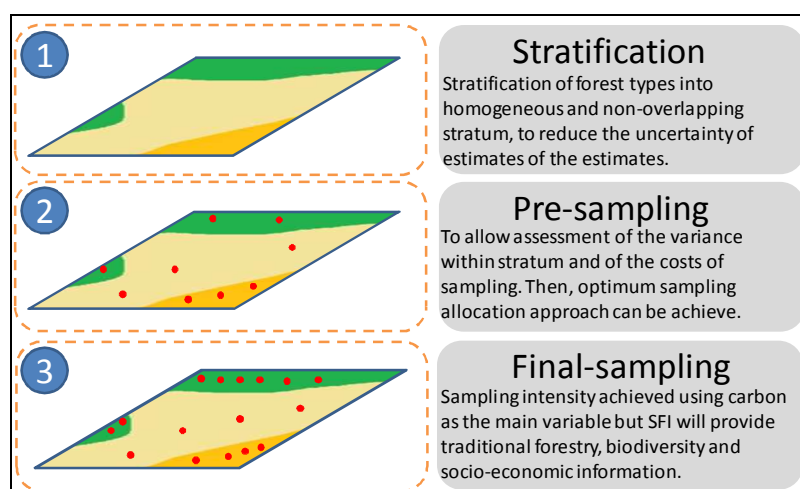 1
Stratification
Stratification of forest types into
homogeneous and non-overlapping
stratum, to reduce the uncertainty of
estimates of the estimates.
2
Pre-sampling
To allow assessment of the variance
within stratum and of the costs of
sampling. Then, optimum sampling
allocation approach can be achieve.
3
Final-sampling
Sampling intensity achieved using carbon
as the main variable but SFI will provide
traditional forestry, biodiversity and
socio-economic information.